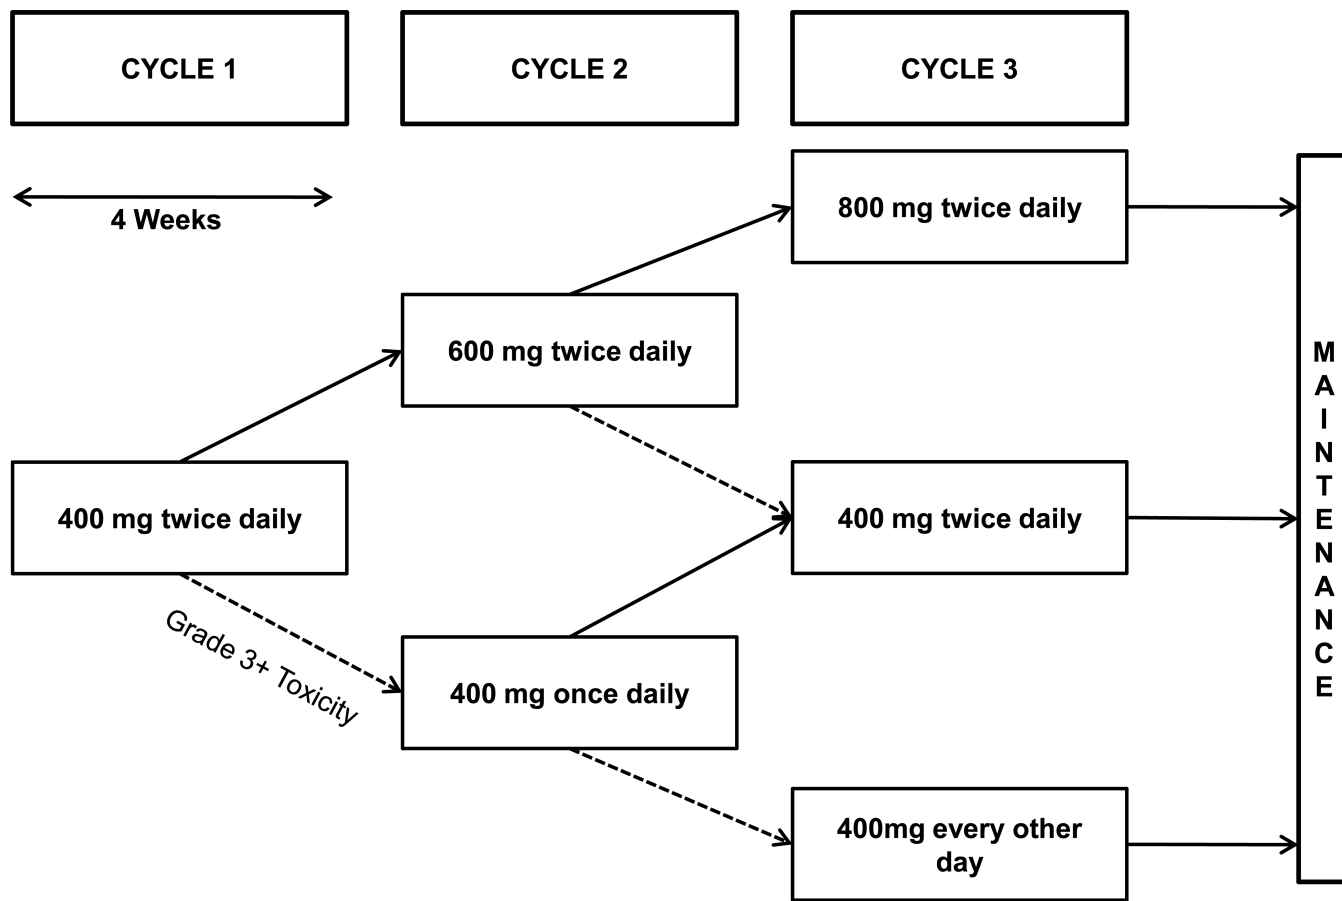 CYCLE 1
CYCLE 2
CYCLE 3
4 Weeks
800 mg twice daily
600 mg twice daily
400 mg twice daily
400 mg twice daily
Grade 3+ Toxicity
400 mg once daily
400mg every other
day
MAINTENANCE